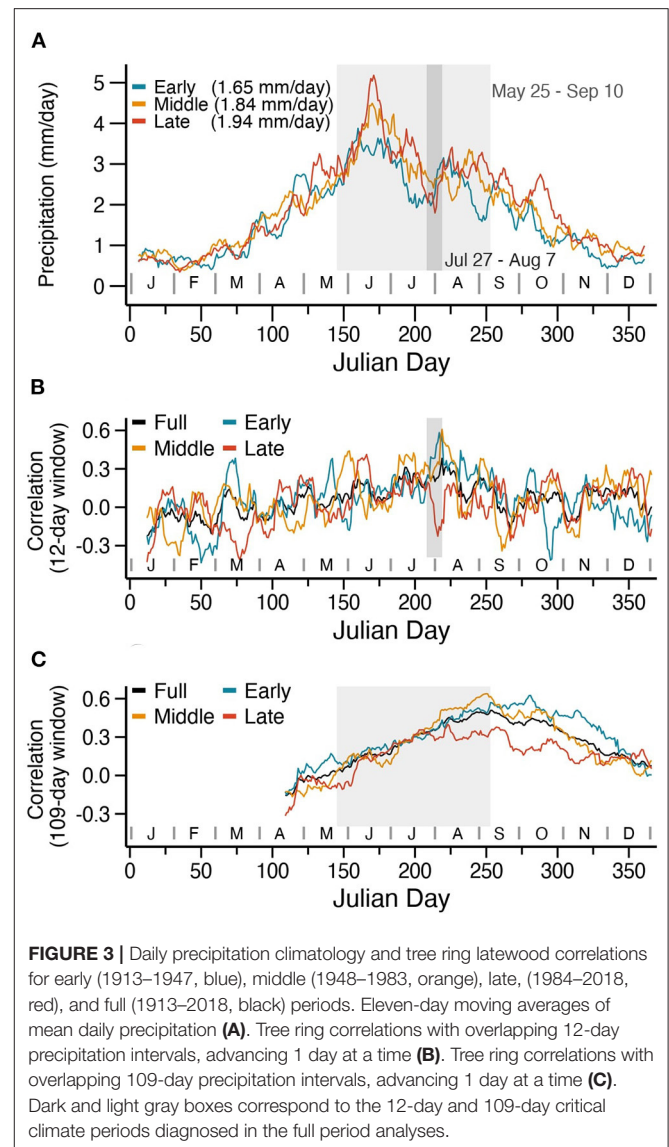 A
Precipitation (mm/day)
5
4
3
2
1
0
Early (1.65 mm/day)
Middle (1.84 mm/day)
Late (1.94 mm/day)
May 25 - Sep 10
Jul 27 - Aug 7
J F M A M J J A S O N D
0 50 100 150 200 250 300 350
Julian Day
B
Correlation
(12-day window)
0.6
0.3
0.0
-0.3
Full Early
Middle Late
J F M A M J J A S O N D
0 50 100 150 200 250 300 350
Julian Day
C
Correlation
(109-day window)
0.6
0.3
0.0
-0.3
Full Early
Middle Late
J F M A M J J A S O N D
0 50 100 150 200 250 300 350
Julian Day
FIGURE 3 | Daily precipitation climatology and tree ring latewood correlations
for early (1913–1947, blue), middle (1948–1983, orange), late, (1984–2018,
red), and full (1913–2018, black) periods. Eleven-day moving averages of
mean daily precipitation (A). Tree ring correlations with overlapping 12-day
precipitation intervals, advancing 1 day at a time (B). Tree ring correlations with
overlapping 109-day precipitation intervals, advancing 1 day at a time (C).
Dark and light gray boxes correspond to the 12-day and 109-day critical
climate periods diagnosed in the full period analyses.